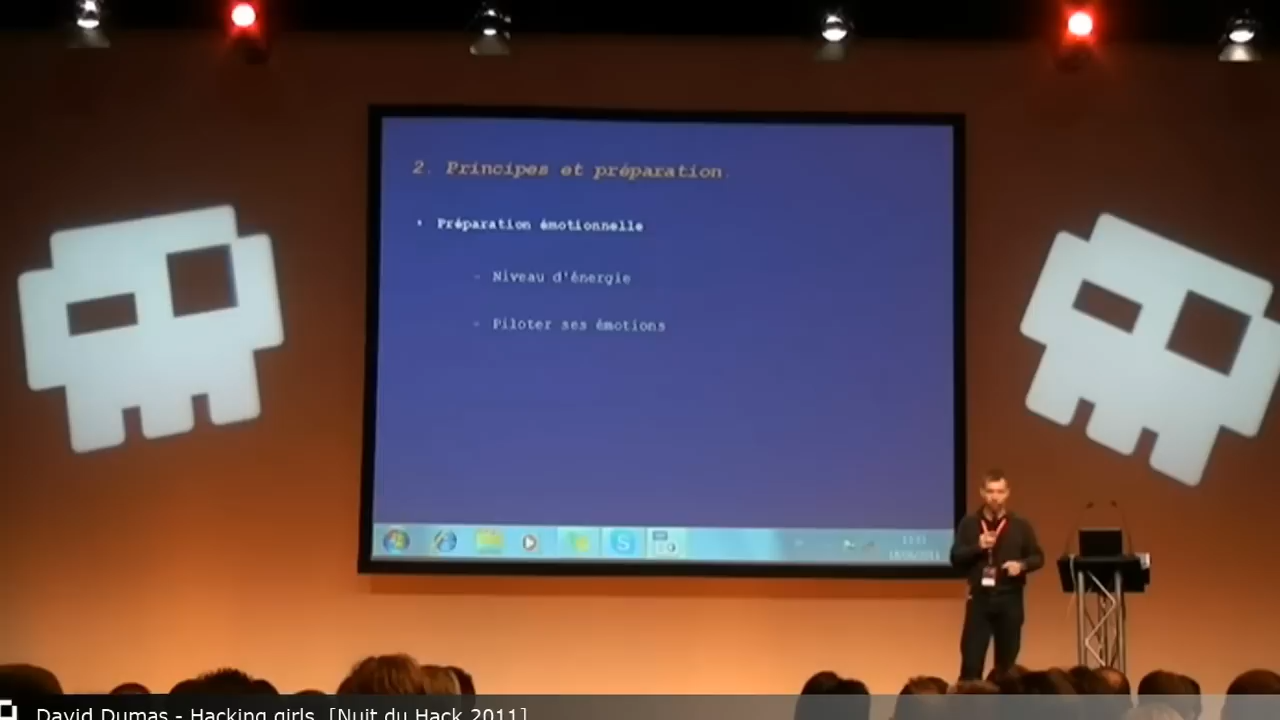 2. Principes et préparation.
• Préparation émotionnelle
- Niveau d'énergie
- Piloter ses émotions
David Dumas - Hacking girls [Nuit du Hack 2011]